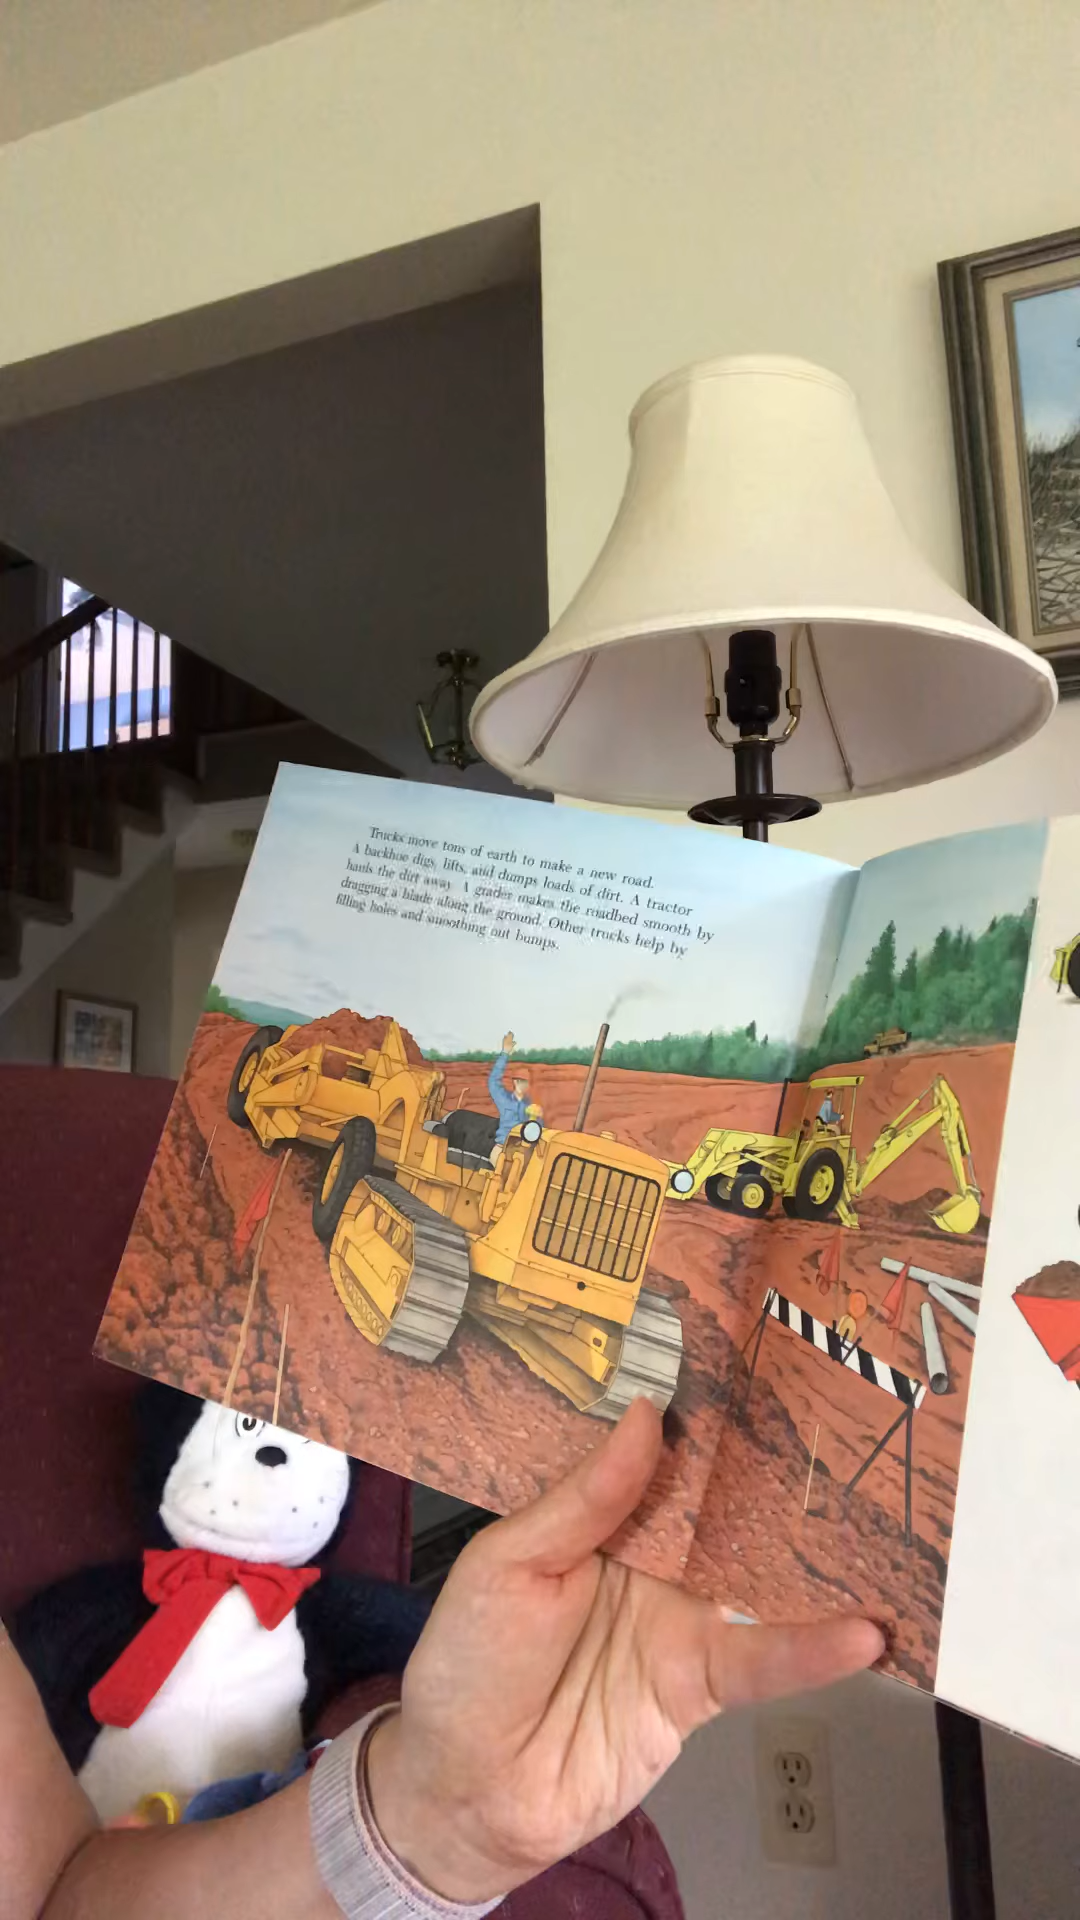 Trucks move tons of earth to make a new road.
A backhoe digs, lifts, and dumps loads of dirt. A tractor
hauls the dirt away. A grader makes the roadbed smooth by
dragging a blade along the ground. Other trucks help by
filling holes and smoothing out bumps.